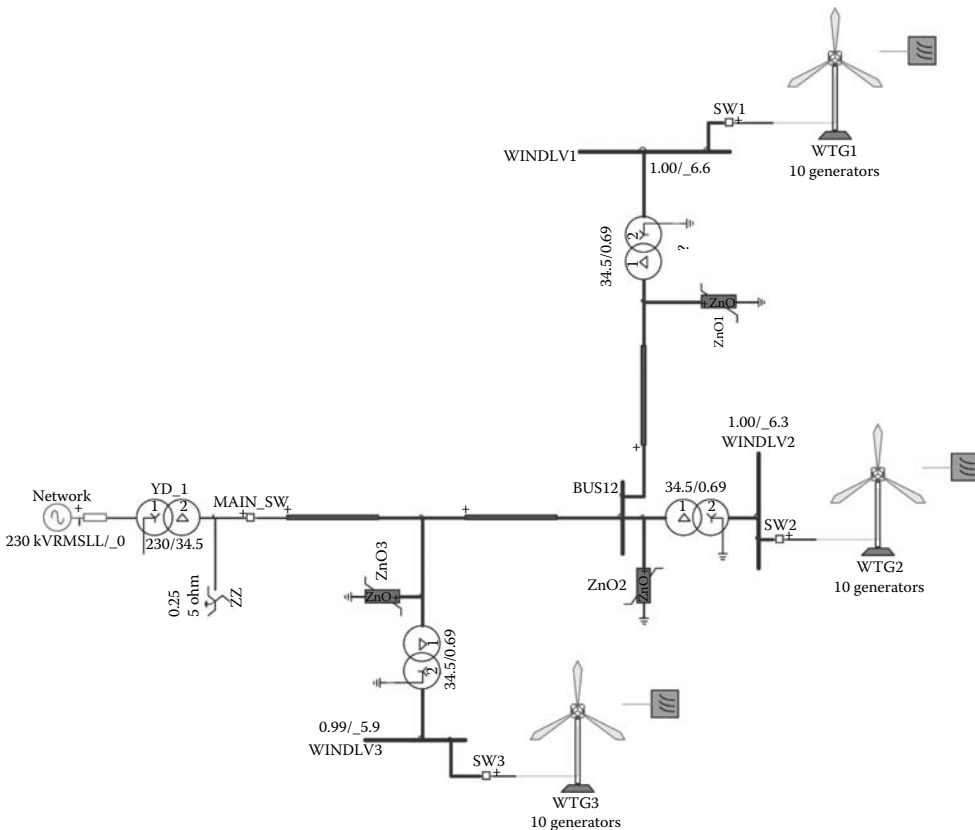 SW1
+
WTG1
10 generators
WINDLV1
1.00/_6.6
2
1
34.5/0.69
?
+ZnO
ZnO1
+
1.00/_6.3
WINDLV2
BUS12
34.5/0.69
1
2
SW2
+
WTG2
10 generators
Network
+
230 kVRMSLL/_0
YD_1
1
2
230/34.5
MAIN_SW
+
+
+
0.25
5 ohm
ZZ
ZnO3
ZnO+
ZnO2
ZnO+
1
2
34.5/0.69
0.99/_5.9
WINDLV3
SW3
+
WTG3
10 generators